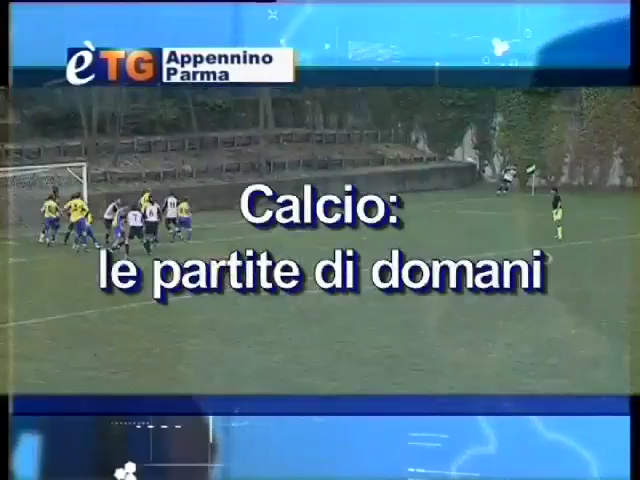 èTG
Appennino
Parma
Calcio:
le partite di domani